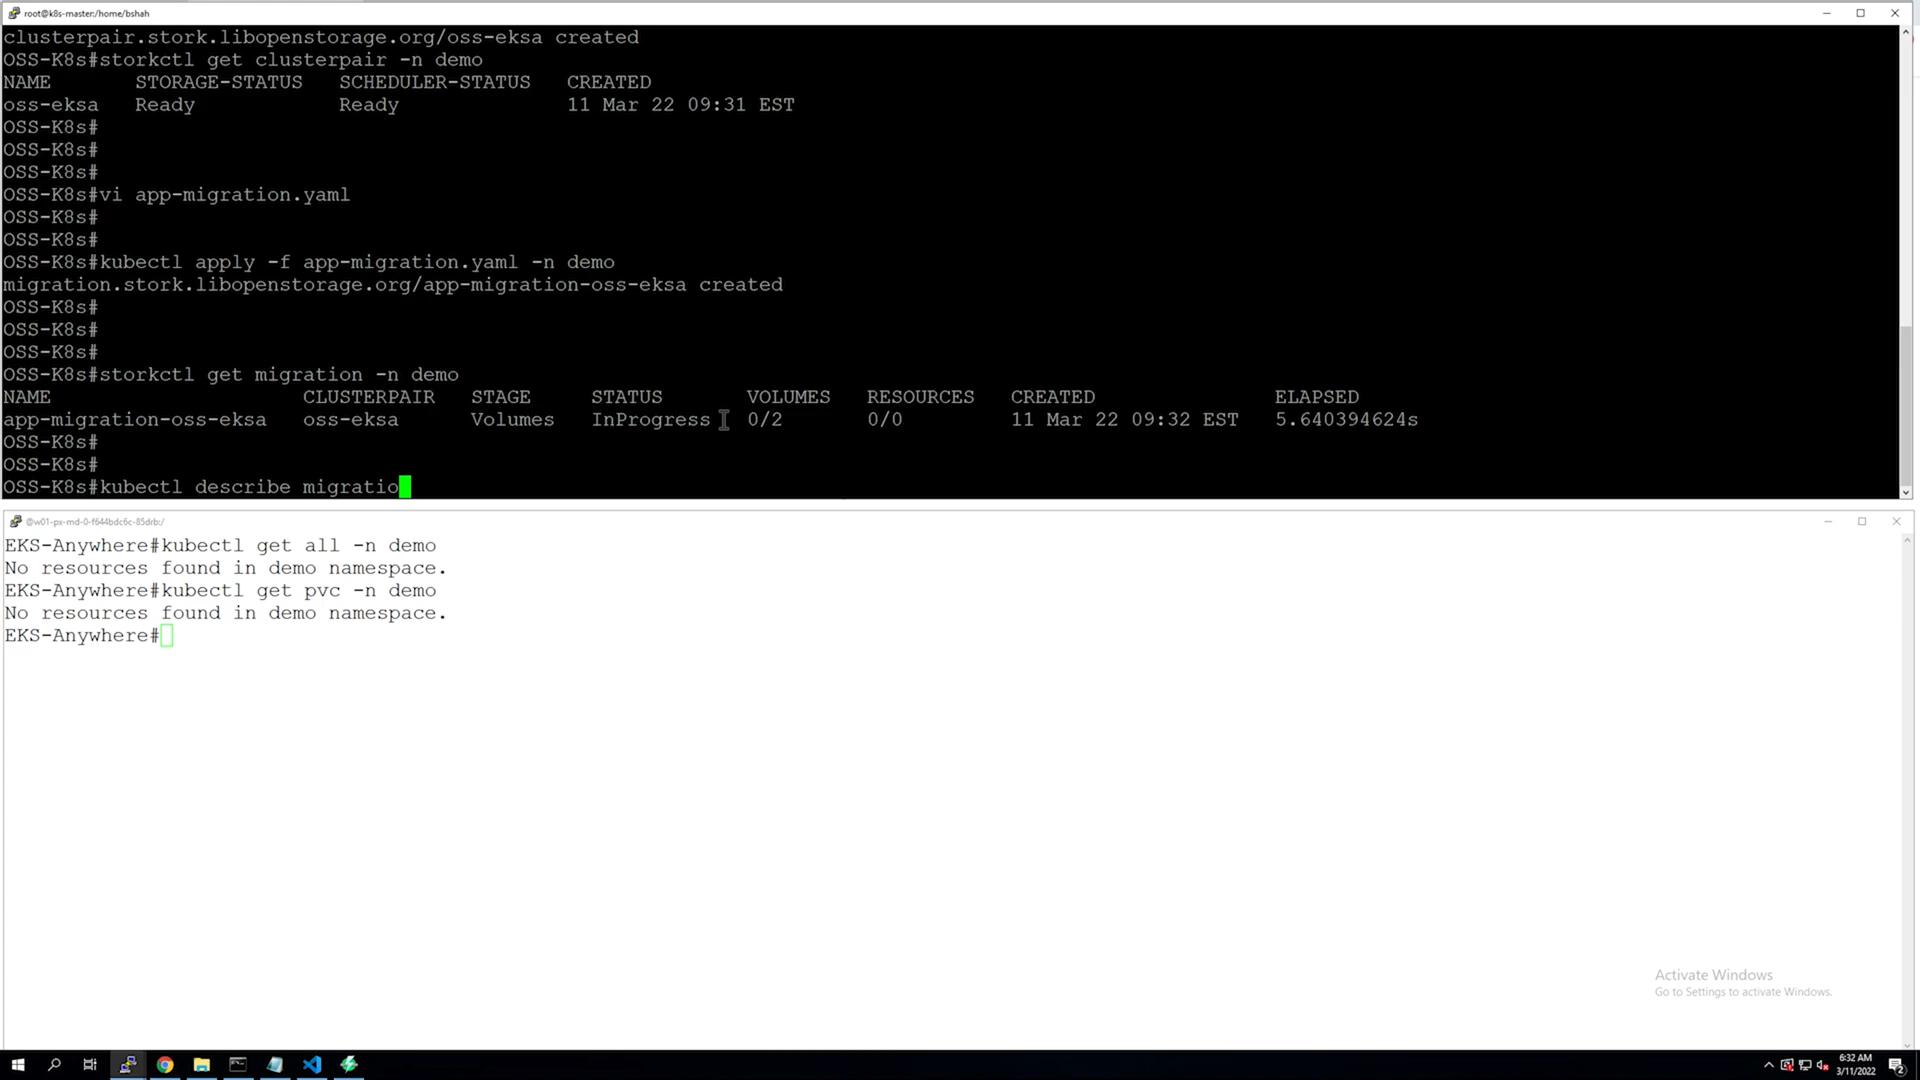 root@k8s-master:/home/bshah
clusterpair.stork.libopenstorage.org/oss-eksa created
OSS-K8s#storkctl get clusterpair -n demo
NAME STORAGE-STATUS SCHEDULER-STATUS CREATED
oss-eksa Ready Ready 11 Mar 22 09:31 EST
OSS-K8s#
OSS-K8s#
OSS-K8s#
OSS-K8s#vi app-migration.yaml
OSS-K8s#
OSS-K8s#
OSS-K8s#kubectl apply -f app-migration.yaml -n demo
migration.stork.libopenstorage.org/app-migration-oss-eksa created
OSS-K8s#
OSS-K8s#
OSS-K8s#
OSS-K8s#storkctl get migration -n demo
NAME CLUSTERPAIR STAGE STATUS VOLUMES RESOURCES CREATED ELAPSED
app-migration-oss-eksa oss-eksa Volumes InProgress 0/2 0/0 11 Mar 22 09:32 EST 5.640394624s
OSS-K8s#
OSS-K8s#
OSS-K8s#kubectl describe migratio
@w01-px-md-0-f644bdc6c-85drb:/
EKS-Anywhere#kubectl get all -n demo
No resources found in demo namespace.
EKS-Anywhere#kubectl get pvc -n demo
No resources found in demo namespace.
EKS-Anywhere#
Activate Windows
Go to Settings to activate Windows.
6:32 AM
3/11/2022
2